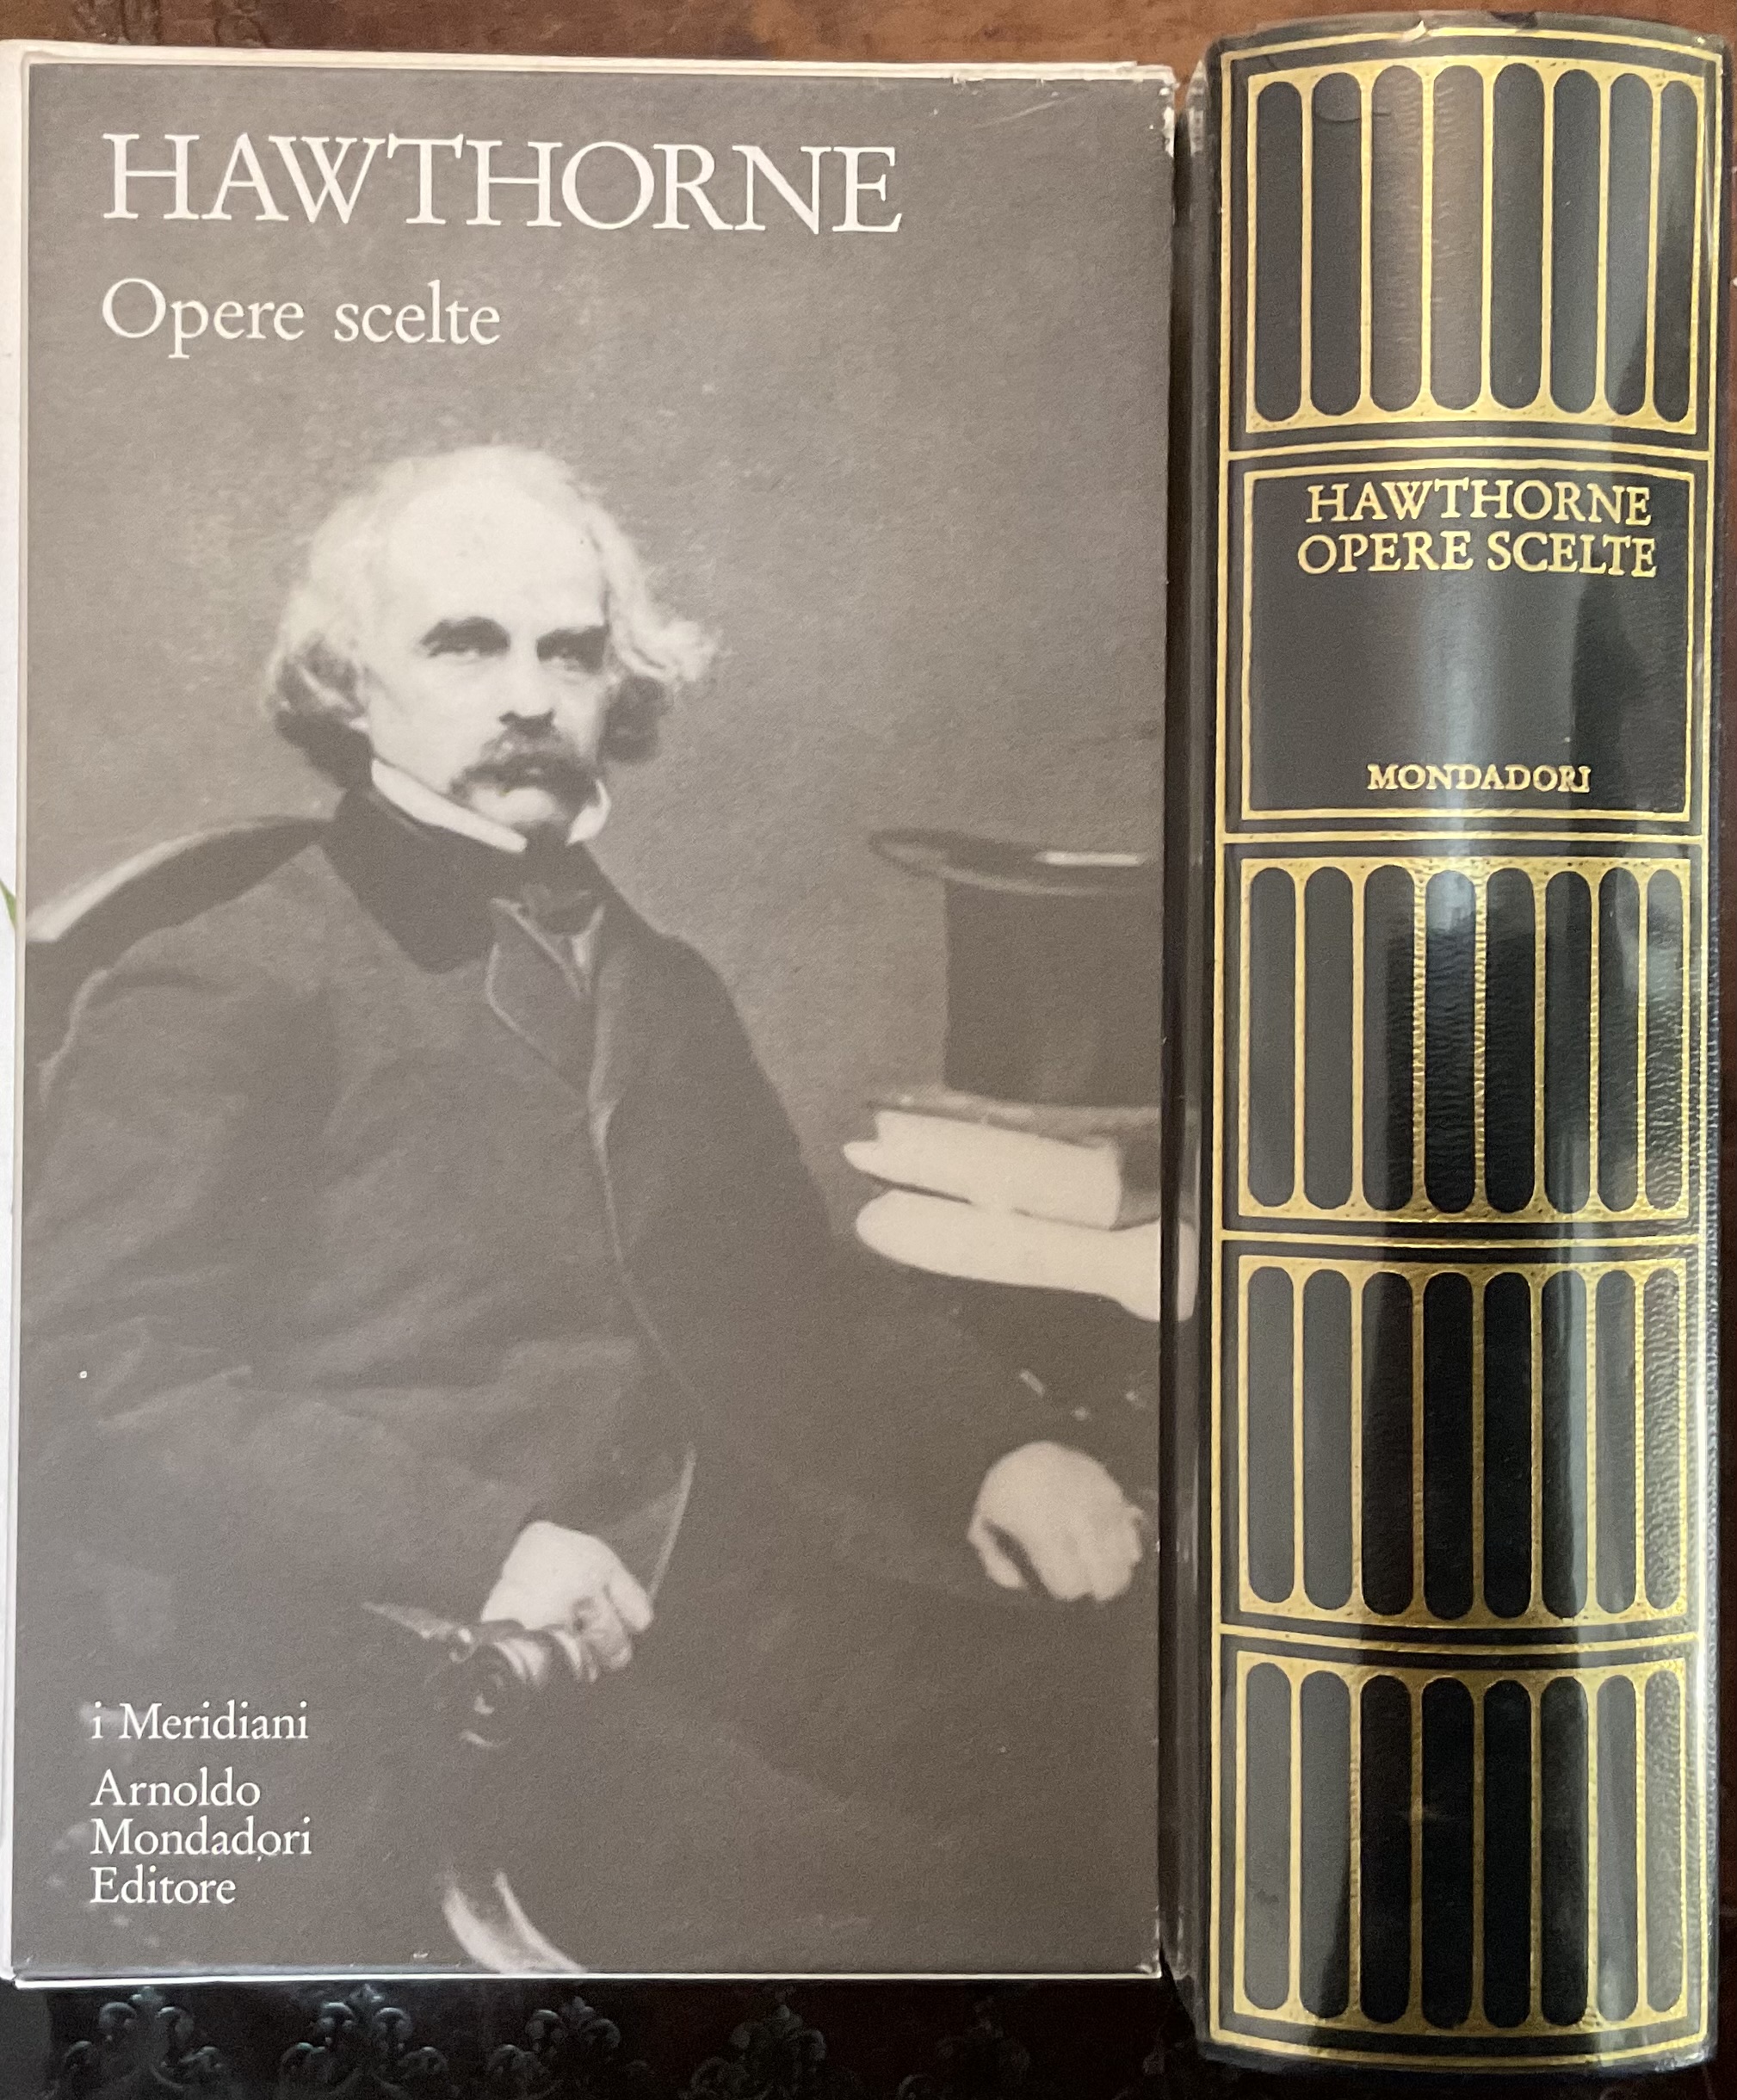 HAWTHORNE
Opere scelte
i Meridiani
Arnoldo
Mondadori
Editore
HAWTHORNE
OPERE SCELTE
MONDADORI